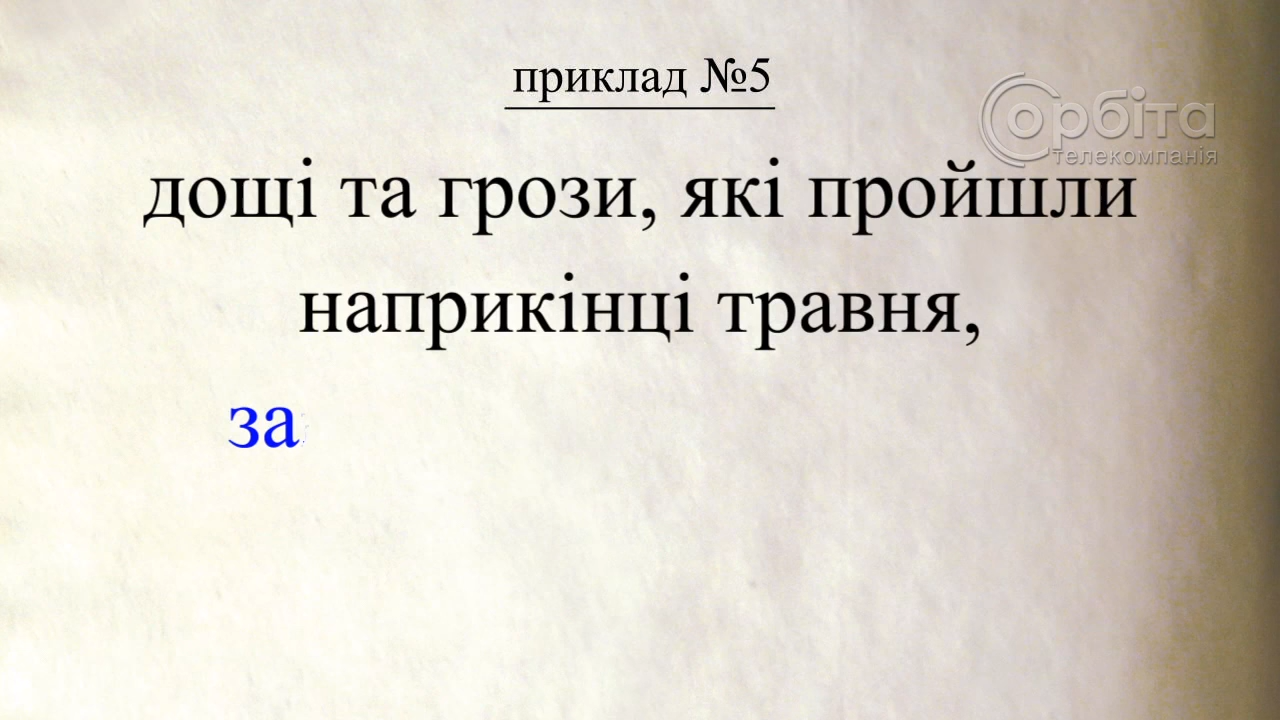 приклад №5
орбіта
телекомпанія
дощі та грози, які пройшли
наприкінці травня,
за